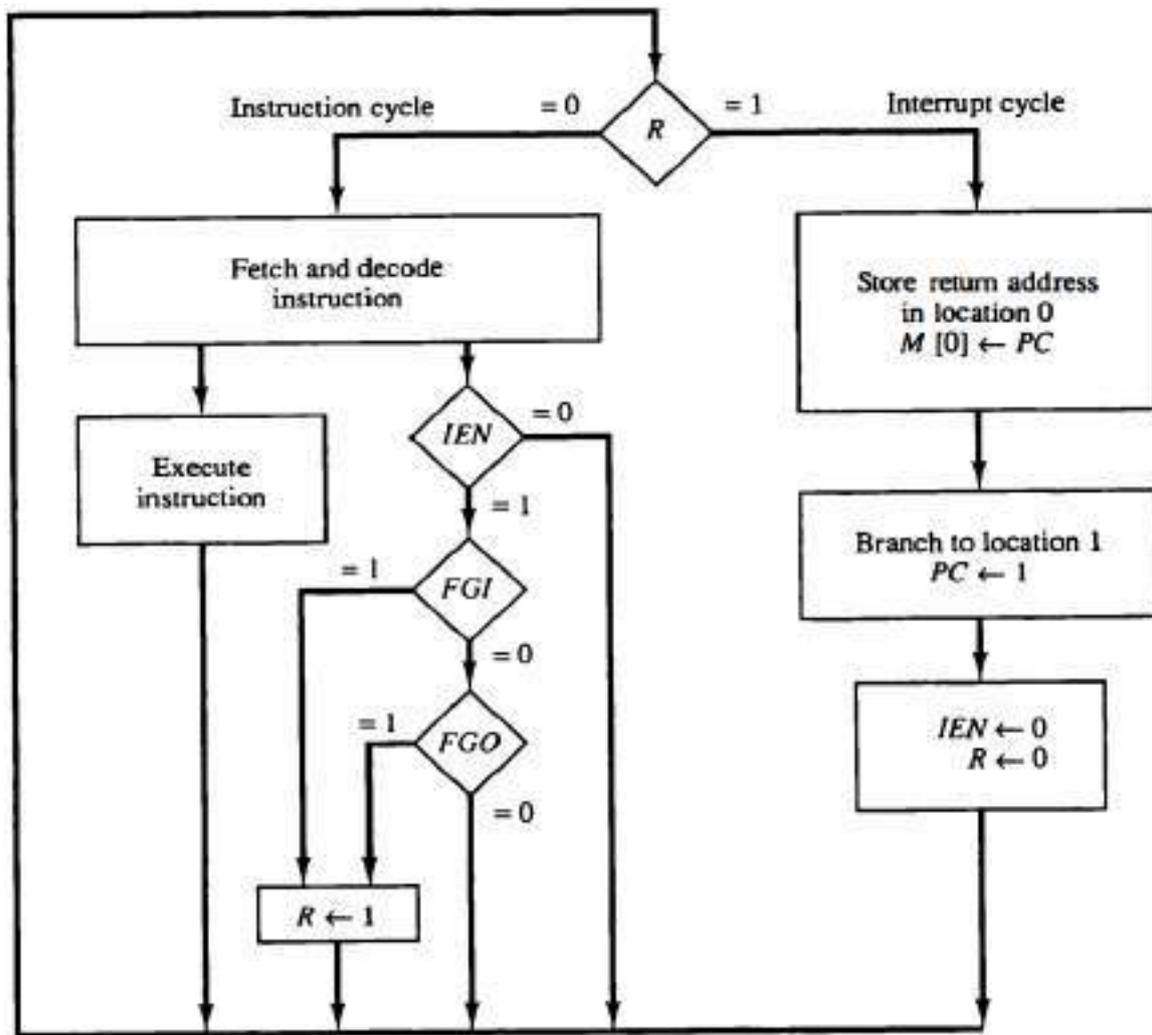 Instruction cycle
= 0
R
= 1
Interrupt cycle
Fetch and decode
instruction
Store return address
in location 0
M [0] ← PC
Execute
instruction
IEN
= 0
= 1
Branch to location 1
PC ← 1
FGI
= 1
= 0
FGO
= 1
= 0
IEN ← 0
R ← 0
R ← 1